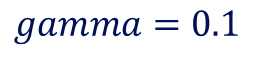 gamma = 0.1